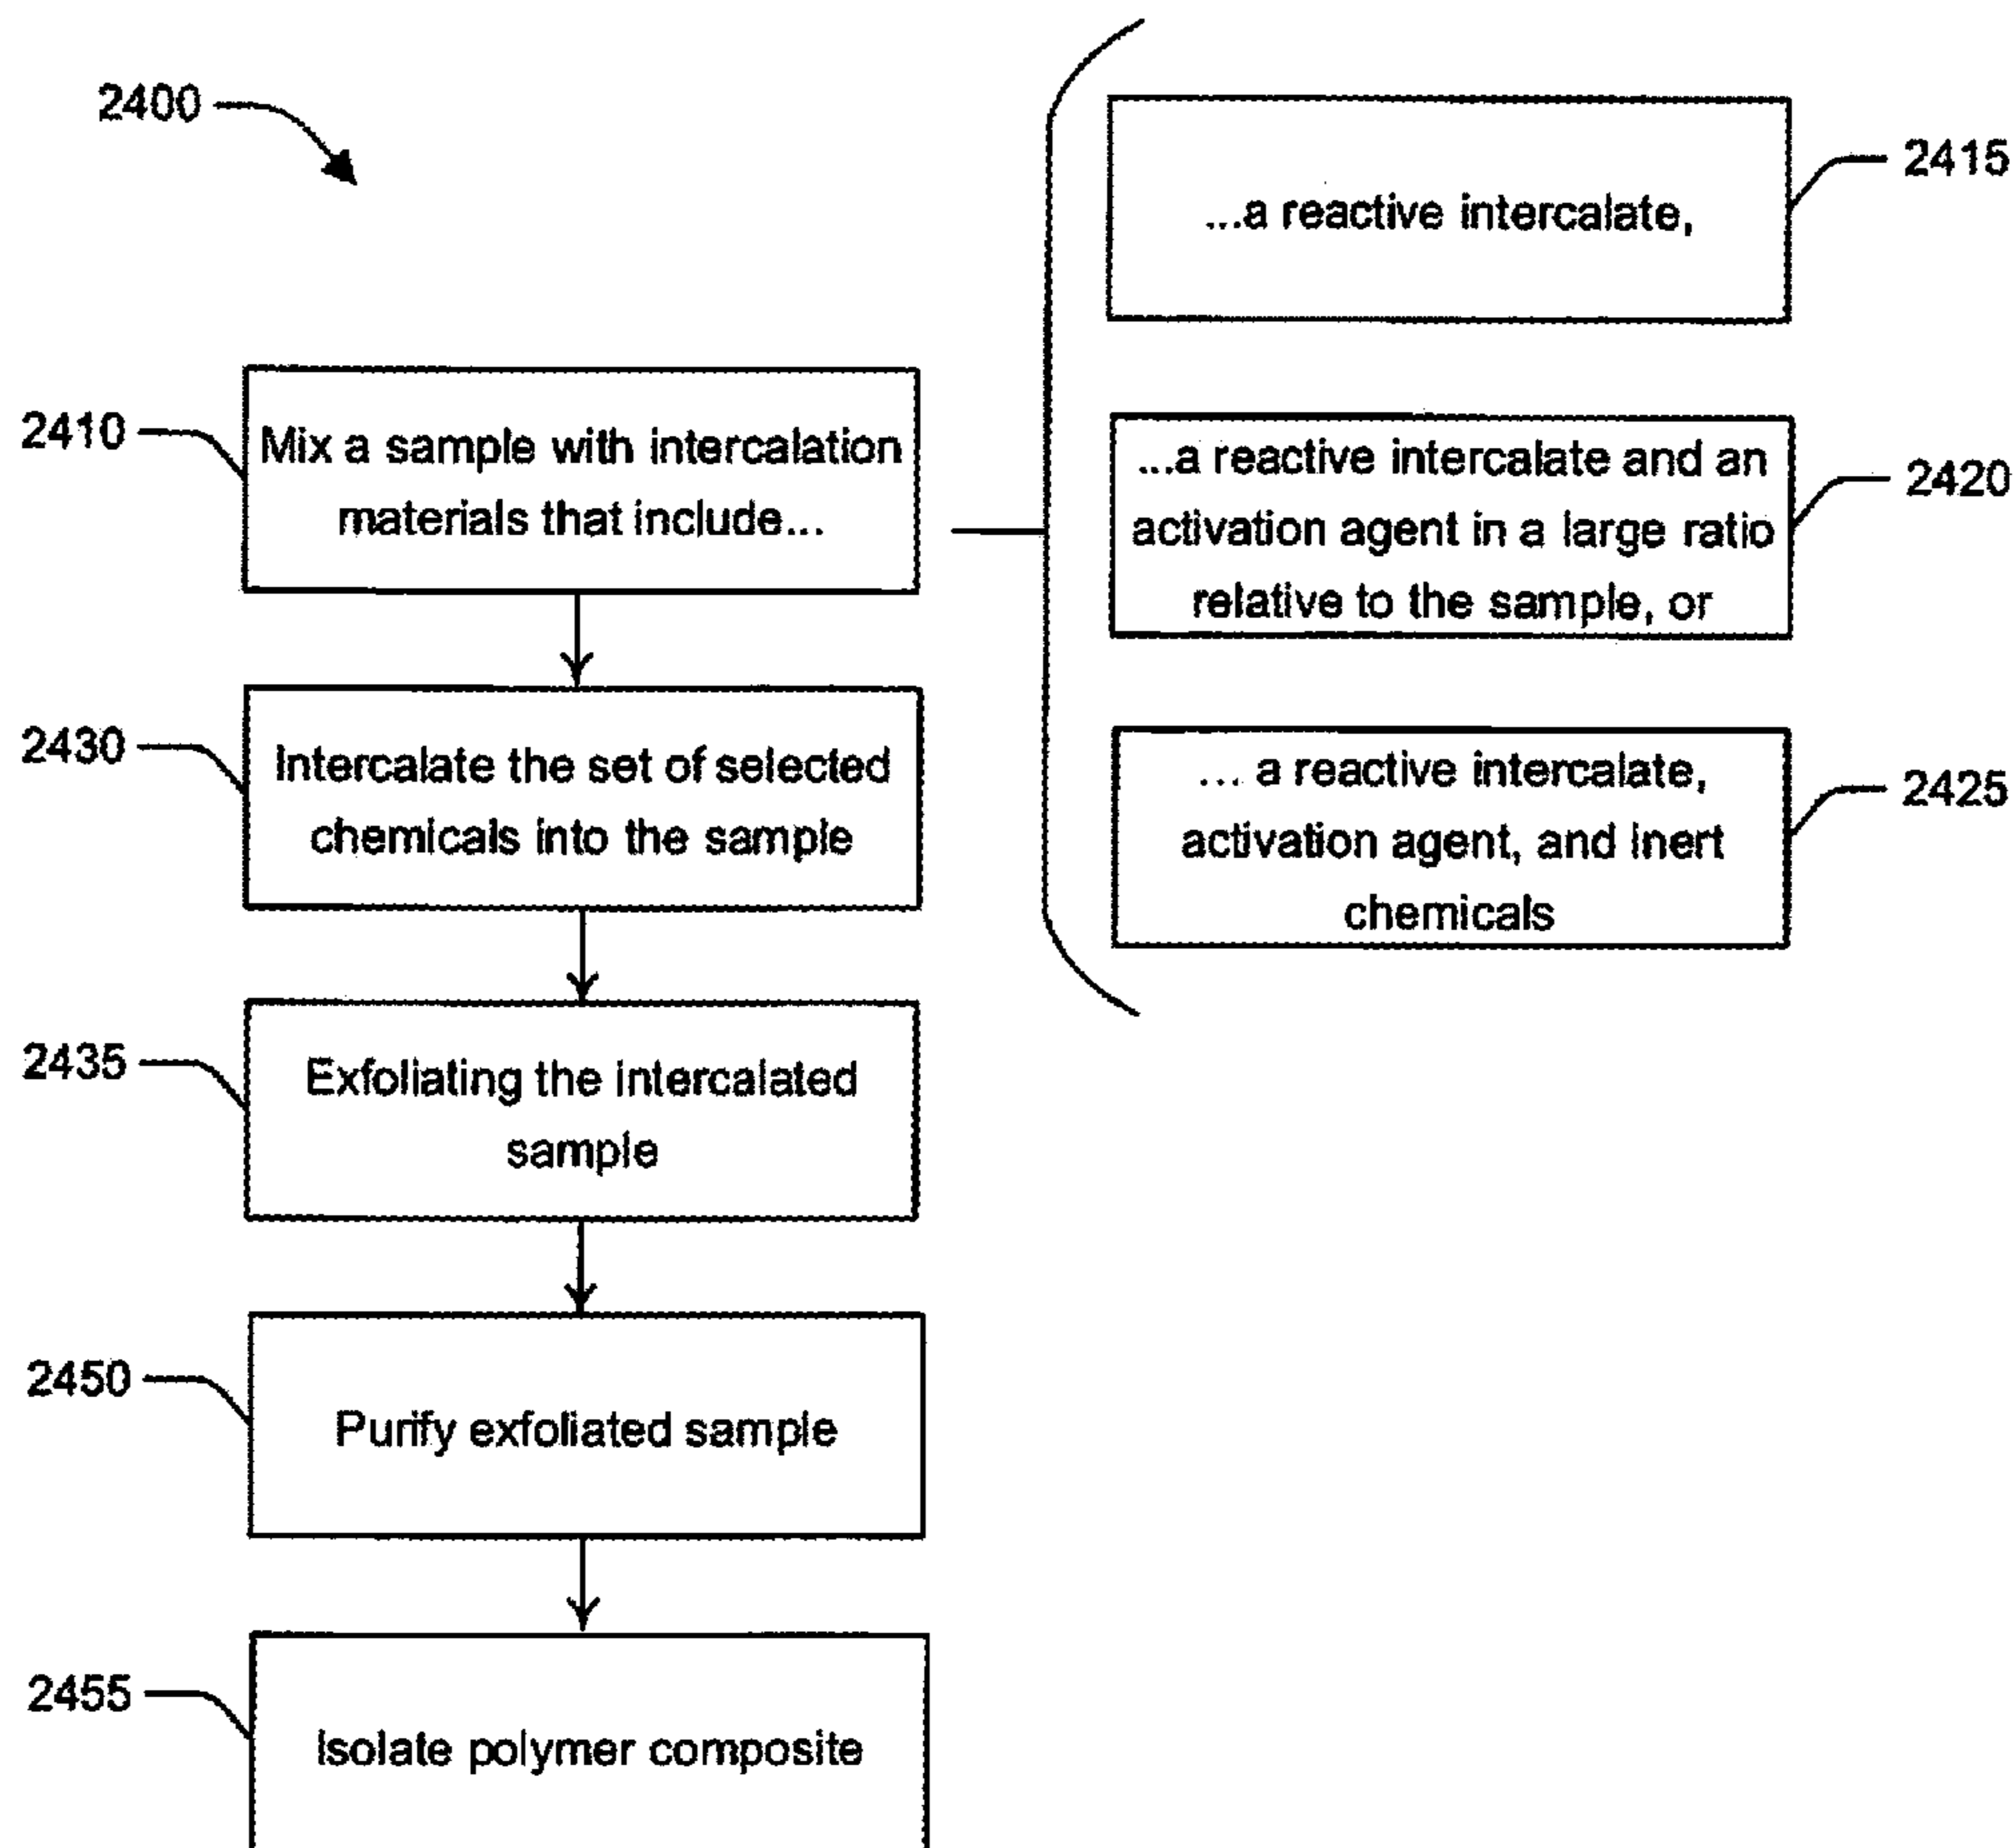 2400
2410
Mix a sample with intercalation
materials that include...
...a reactive intercalate,
2415
...a reactive intercalate and an
activation agent in a large ratio
relative to the sample, or
2420
... a reactive intercalate,
activation agent, and inert
chemicals
2425
2430
Intercalate the set of selected
chemicals into the sample
2435
Exfoliating the intercalated
sample
2450
Purify exfoliated sample
2455
Isolate polymer composite